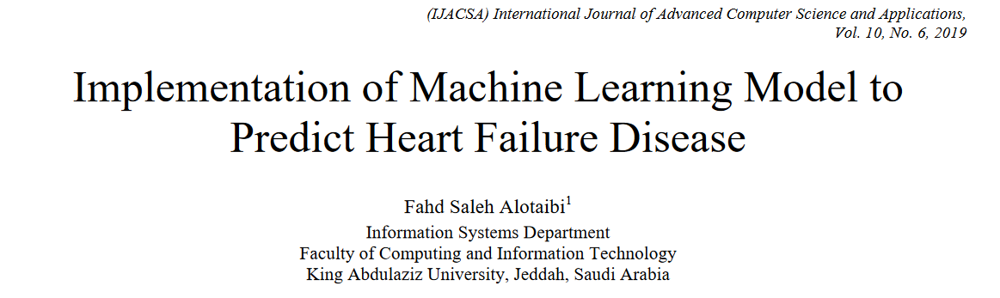 (IJACSA) International Journal of Advanced Computer Science and Applications,
Vol. 10, No. 6, 2019
Implementation of Machine Learning Model to
Predict Heart Failure Disease
Fahd Saleh Alotaibi1
Information Systems Department
Faculty of Computing and Information Technology
King Abdulaziz University, Jeddah, Saudi Arabia